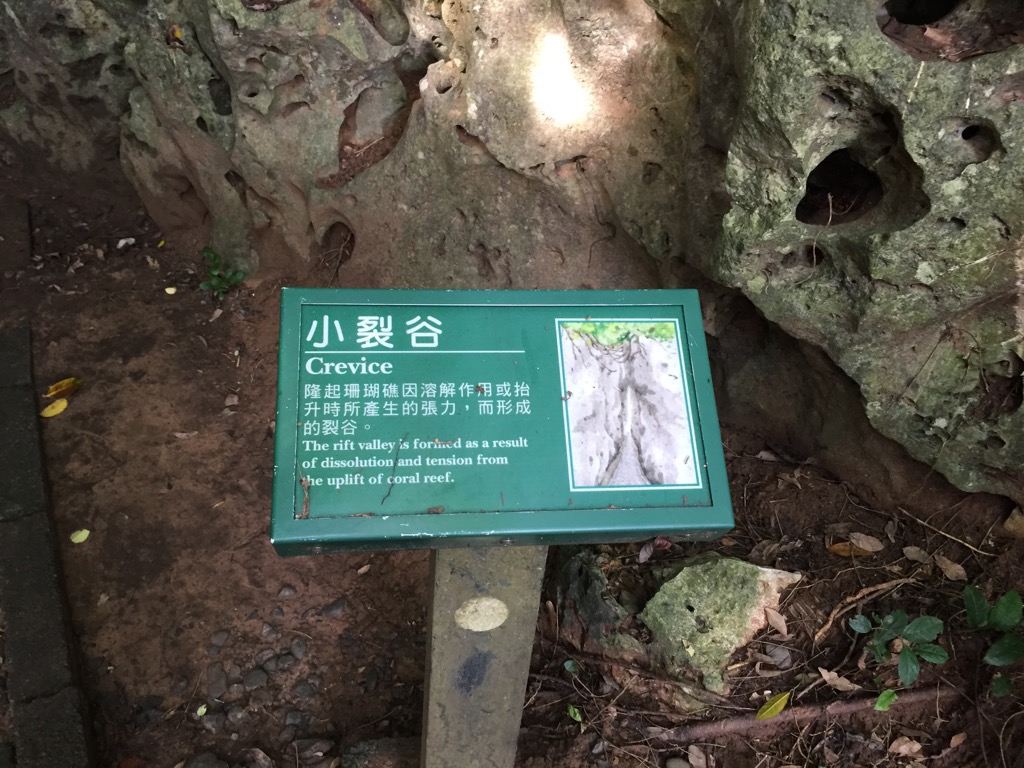 小裂谷
Crevice
隆起珊瑚礁因溶解作用或抬
升時所產生的張力，而形成
的裂谷。
The rift valley is formed as a result
of dissolution and tension from
the uplift of coral reef.